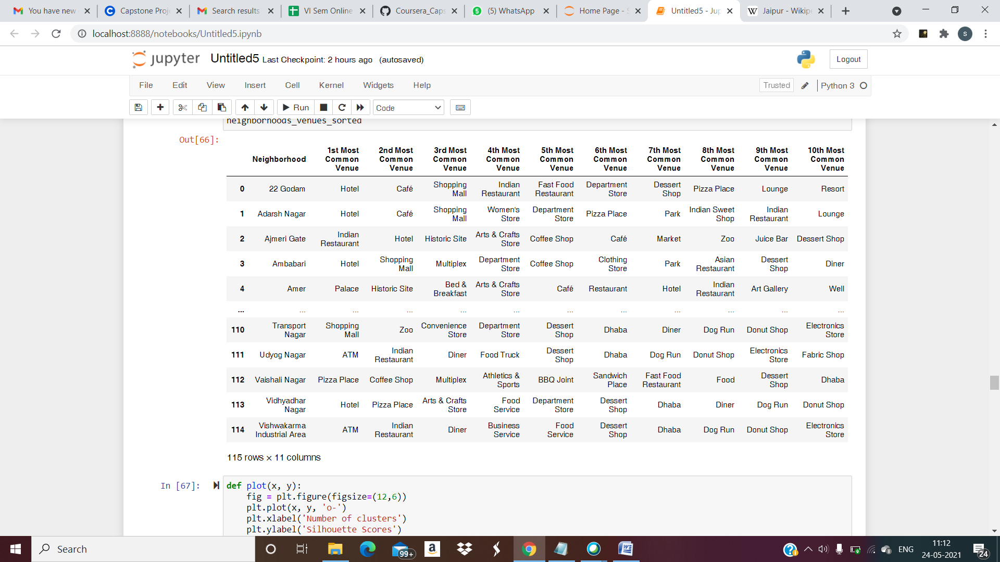 You have new
Capstone Proj
Search results
VI Sem Online
Coursera_Caps
(5) WhatsApp
Home Page - S
Untitled5 - Jup
Jaipur - Wikipe
localhost:8888/notebooks/Untitled5.ipynb
s
jupyter Untitled5 Last Checkpoint: 2 hours ago (autosaved)
Logout
File Edit View Insert Cell Kernel Widgets Help
Trusted
Python 3
Run
Code
neighborhoods_venues_sorted
Out[66]:
Neighborhood 1st Most Common Venue 2nd Most Common Venue 3rd Most Common Venue 4th Most Common Venue 5th Most Common Venue 6th Most Common Venue 7th Most Common Venue 8th Most Common Venue 9th Most Common Venue 10th Most Common Venue
0 22 Godam Hotel Café Shopping Mall Indian Restaurant Fast Food Restaurant Department Store Dessert Shop Pizza Place Lounge Resort
1 Adarsh Nagar Hotel Café Shopping Mall Women's Store Department Store Pizza Place Park Indian Sweet Shop Indian Restaurant Lounge
2 Ajmeri Gate Indian Restaurant Hotel Historic Site Arts & Crafts Store Coffee Shop Café Market Zoo Juice Bar Dessert Shop
3 Ambabari Hotel Shopping Mall Multiplex Department Store Coffee Shop Clothing Store Park Asian Restaurant Dessert Shop Diner
4 Amer Palace Historic Site Bed & Breakfast Arts & Crafts Store Café Restaurant Hotel Indian Restaurant Art Gallery Well
... ... ... ... ... ... ... ... ... ... ... ...
110 Transport Nagar Shopping Mall Zoo Convenience Store Department Store Dessert Shop Dhaba Diner Dog Run Donut Shop Electronics Store
111 Udyog Nagar ATM Indian Restaurant Diner Food Truck Dessert Shop Dhaba Dog Run Donut Shop Electronics Store Fabric Shop
112 Vaishali Nagar Pizza Place Coffee Shop Multiplex Athletics & Sports BBQ Joint Sandwich Place Fast Food Restaurant Food Dessert Shop Dhaba
113 Vidhyadhar Nagar Hotel Pizza Place Arts & Crafts Store Food Service Department Store Dessert Shop Dhaba Diner Dog Run Donut Shop
114 Vishwakarma Industrial Area ATM Indian Restaurant Diner Business Service Food Service Dessert Shop Dhaba Dog Run Donut Shop Electronics Store
115 rows × 11 columns
In [67]:
def plot(x, y):
fig = plt.figure(figsize=(12,6))
plt.plot(x, y, 'o-')
plt.xlabel('Number of clusters')
plt.ylabel('Silhouette Scores')
Search
99+
a
ENG
11:12
24-05-2021
24